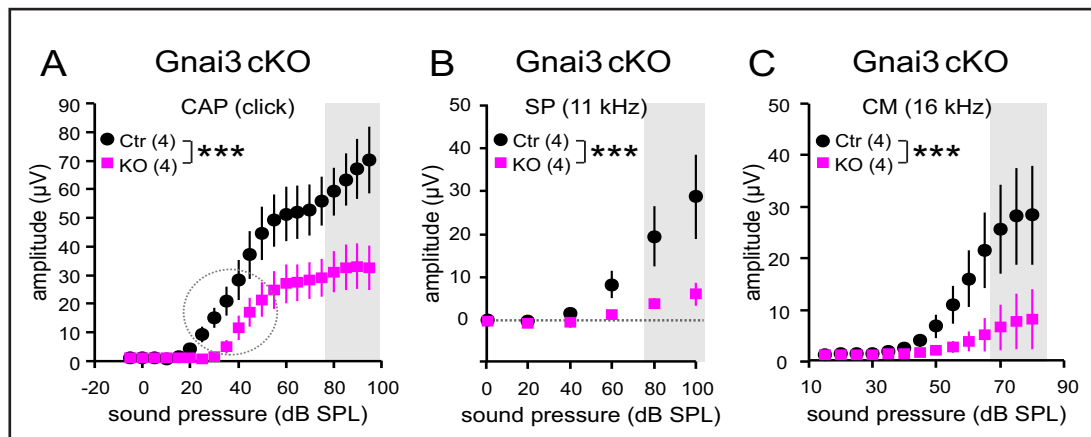 A
Gnai3 cKO
CAP (click)
Ctr (4)
KO (4)
***
amplitude (µV)
90
80
70
60
50
40
30
20
10
0
-20
0
20
40
60
80
100
sound pressure (dB SPL)
B
Gnai3 cKO
SP (11 kHz)
Ctr (4)
KO (4)
***
amplitude (µV)
50
40
30
20
10
0
0
20
40
60
80
100
sound pressure (dB SPL)
C
Gnai3 cKO
CM (16 kHz)
Ctr (4)
KO (4)
***
amplitude (µV)
50
40
30
20
10
0
10
30
50
70
90
sound pressure (dB SPL)